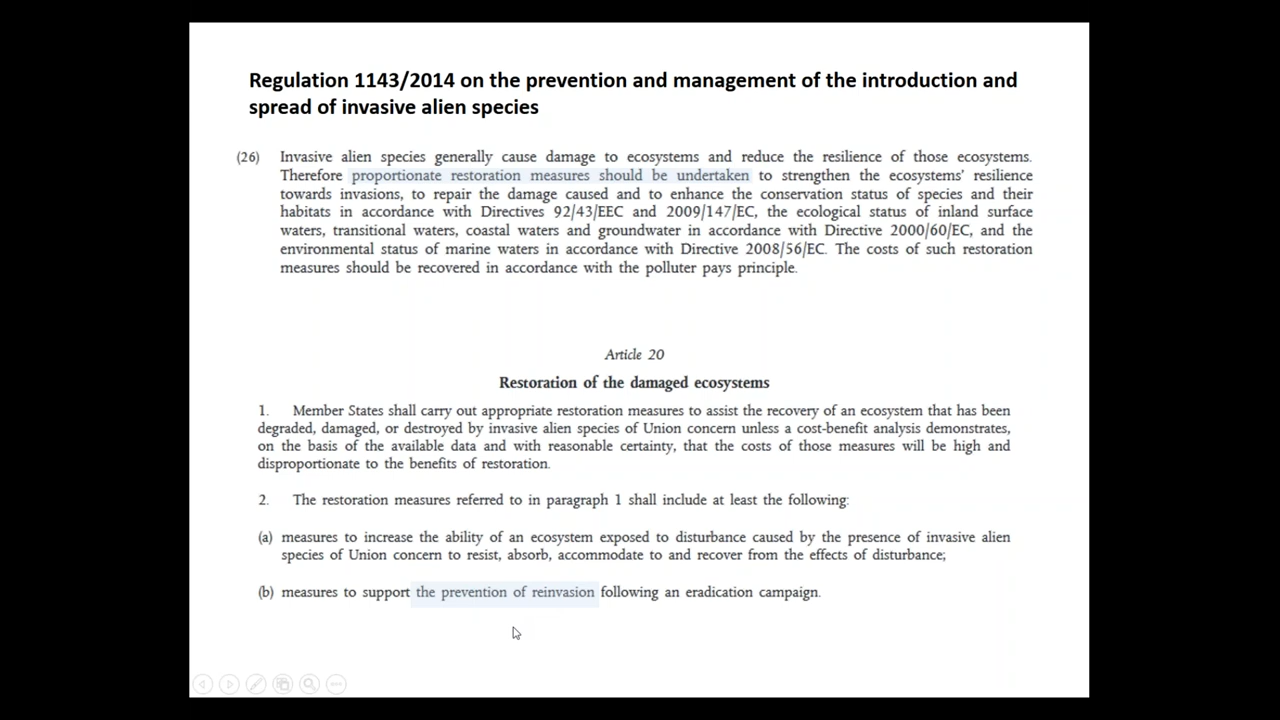 Regulation 1143/2014 on the prevention and management of the introduction and
spread of invasive alien species
(26) Invasive alien species generally cause damage to ecosystems and reduce the resilience of those ecosystems.
Therefore proportionate restoration measures should be undertaken to strengthen the ecosystems' resilience
towards invasions, to repair the damage caused and to enhance the conservation status of species and their
habitats in accordance with Directives 92/43/EEC and 2009/147/EC, the ecological status of inland surface
waters, transitional waters, coastal waters and groundwater in accordance with Directive 2000/60/EC, and the
environmental status of marine waters in accordance with Directive 2008/56/EC. The costs of such restoration
measures should be recovered in accordance with the polluter pays principle.
Article 20
Restoration of the damaged ecosystems
1. Member States shall carry out appropriate restoration measures to assist the recovery of an ecosystem that has been
degraded, damaged, or destroyed by invasive alien species of Union concern unless a cost-benefit analysis demonstrates,
on the basis of the available data and with reasonable certainty, that the costs of those measures will be high and
disproportionate to the benefits of restoration.
2. The restoration measures referred to in paragraph 1 shall include at least the following:
(a) measures to increase the ability of an ecosystem exposed to disturbance caused by the presence of invasive alien
species of Union concern to resist, absorb, accommodate to and recover from the effects of disturbance;
(b) measures to support the prevention of reinvasion following an eradication campaign.